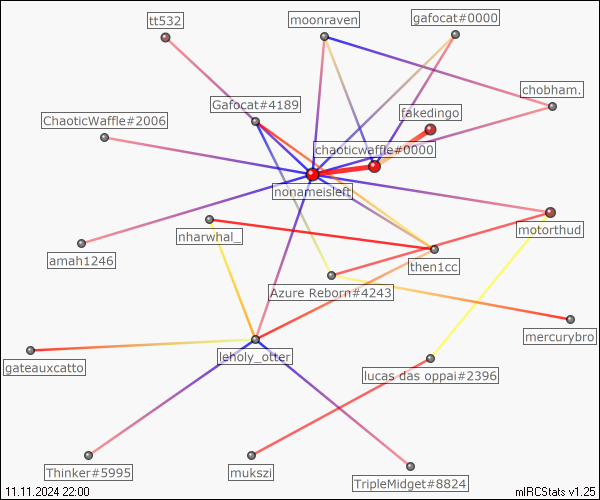 gafocat#0000
moonraven
tt532
chobham.
Gafocat#4189
fakedingo
ChaoticWaffle#2006
chaoticwaffle#0000
nonameisleft
motorthud
nharwhal_
amah1246
then1cc
Azure Reborn#4243
mercurybro
leholy_otter
gateauxcatto
lucas das oppai#2396
Thinker#5995
mukszi
TripleMidget#8824
11.11.2024 22:00
mIRCStats v1.25